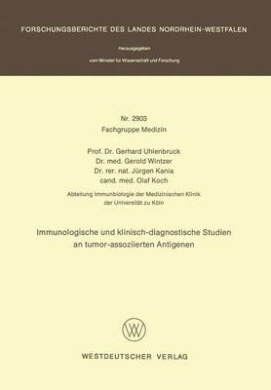 FORSCHUNGSBERICHTE DES LANDES NORDRHEIN-WESTFALEN
Herausgegeben
vom Minister für Wissenschaft und Forschung
Nr. 2903
Fachgruppe Medizin
Prof. Dr. Gerhard Uhlenbruck
Dr. med. Gerold Wintzer
Dr. rer. nat. Jürgen Kania
cand. med. Olaf Koch
Abteilung Immunbiologie der Medizinischen Klinik
der Universität zu Köln
Immunologische und klinisch-diagnostische Studien
an tumor-assoziierten Antigenen
WESTDEUTSCHER VERLAG